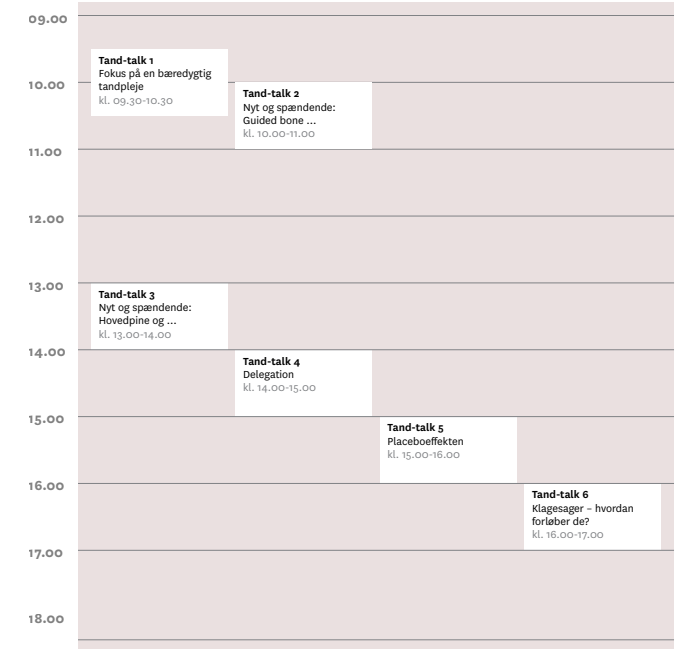 09.00
Tand-talk 1
Fokus på en bæredygtig
tandpleje
kl. 09.30-10.30
10.00
Tand-talk 2
Nyt og spændende:
Guided bone ...
kl. 10.00-11.00
11.00
12.00
13.00
Tand-talk 3
Nyt og spændende:
Hovedpine og ...
kl. 13.00-14.00
14.00
Tand-talk 4
Delegation
kl. 14.00-15.00
15.00
Tand-talk 5
Placeboeffekten
kl. 15.00-16.00
16.00
Tand-talk 6
Klagesager – hvordan
forløber de?
kl. 16.00-17.00
17.00
18.00